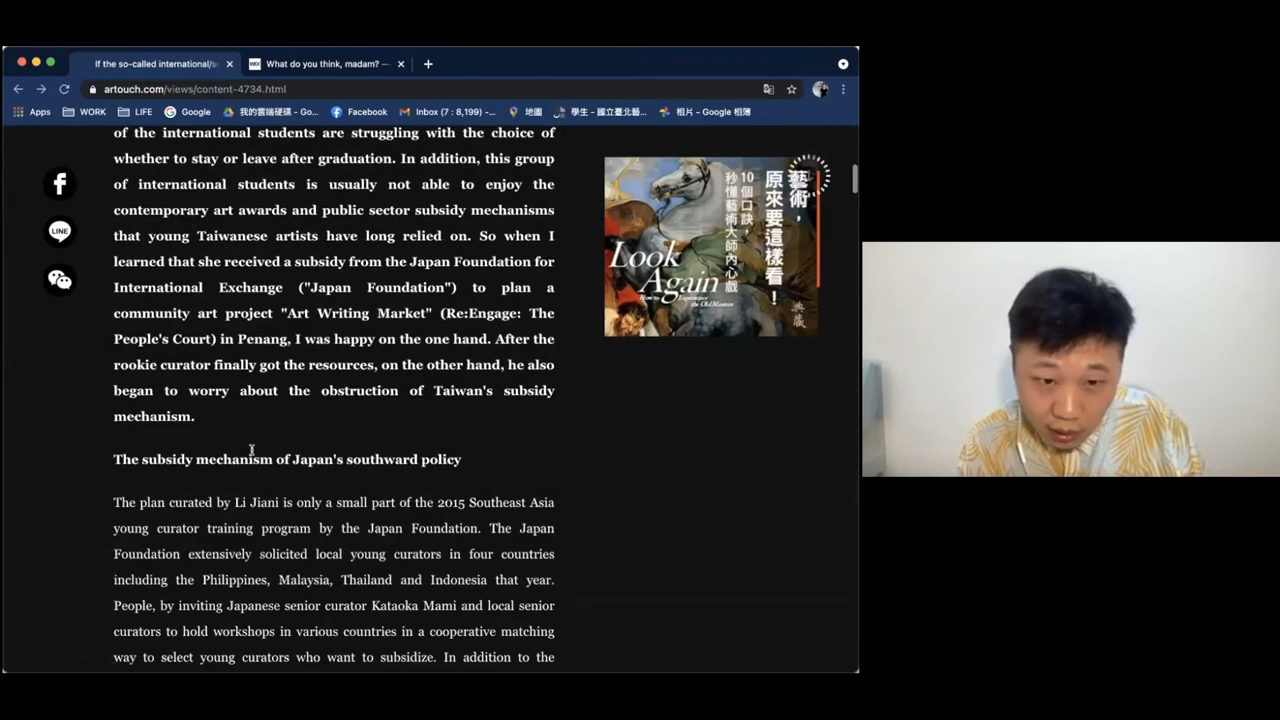 If the so-called international/so
What do you think, madam? —
artouch.com/views/content-4734.html
Apps
WORK
LIFE
Google
我的雲端硬碟 - Go...
Facebook
Inbox (7 : 8,199) -...
地圖
學生 - 國立臺北藝...
相片 - Google 相簿
of the international students are struggling with the choice of
whether to stay or leave after graduation. In addition, this group
of international students is usually not able to enjoy the
contemporary art awards and public sector subsidy mechanisms
that young Taiwanese artists have long relied on. So when I
learned that she received a subsidy from the Japan Foundation for
International Exchange ("Japan Foundation") to plan a
community art project "Art Writing Market" (Re:Engage: The
People's Court) in Penang, I was happy on the one hand. After the
rookie curator finally got the resources, on the other hand, he also
began to worry about the obstruction of Taiwan's subsidy
mechanism.
The subsidy mechanism of Japan's southward policy
The plan curated by Li Jiani is only a small part of the 2015 Southeast Asia
young curator training program by the Japan Foundation. The Japan
Foundation extensively solicited local young curators in four countries
including the Philippines, Malaysia, Thailand and Indonesia that year.
People, by inviting Japanese senior curator Kataoka Mami and local senior
curators to hold workshops in various countries in a cooperative matching
way to select young curators who want to subsidize. In addition to the
LINE
藝術，
原來要這樣看！
10個口訣，
秒懂藝術大師內心戲
Look
Again
How to Experience
the Old Masters
典藏